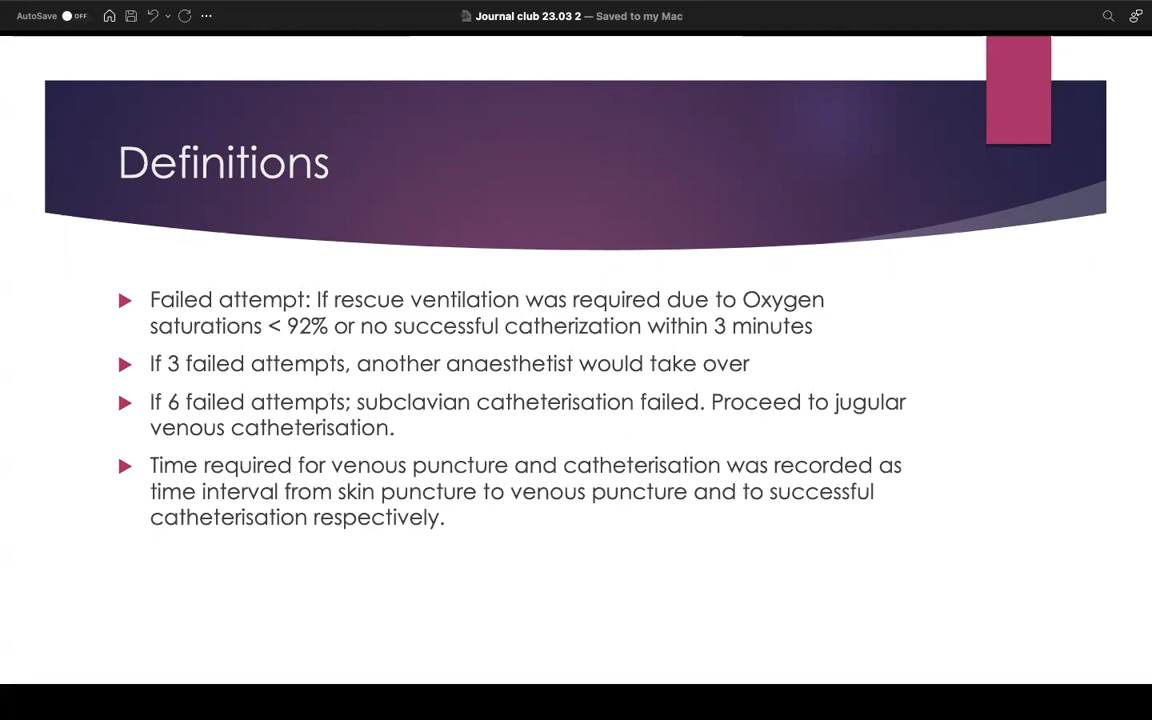 AutoSave OFF
Journal club 23.03 2 — Saved to my Mac
Definitions
Failed attempt: If rescue ventilation was required due to Oxygen
saturations < 92% or no successful catherization within 3 minutes
If 3 failed attempts, another anaesthetist would take over
If 6 failed attempts; subclavian catheterisation failed. Proceed to jugular
venous catheterisation.
Time required for venous puncture and catheterisation was recorded as
time interval from skin puncture to venous puncture and to successful
catheterisation respectively.